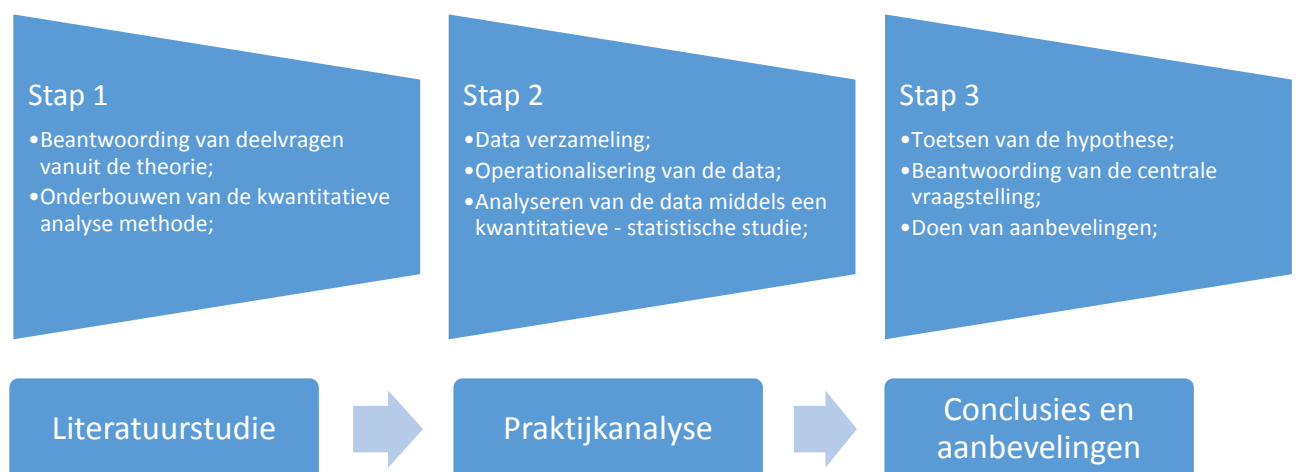 Stap 1
•Beantwoording van deelvragen
vanuit de theorie;
•Onderbouwen van de kwantitatieve
analyse methode;
Stap 2
•Data verzameling;
•Operationalisering van de data;
•Analyseren van de data middels een
kwantitatieve - statistische studie;
Stap 3
•Toetsen van de hypothese;
•Beantwoording van de centrale
vraagstelling;
•Doen van aanbevelingen;
Literatuurstudie
Praktijkanalyse
Conclusies en
aanbevelingen